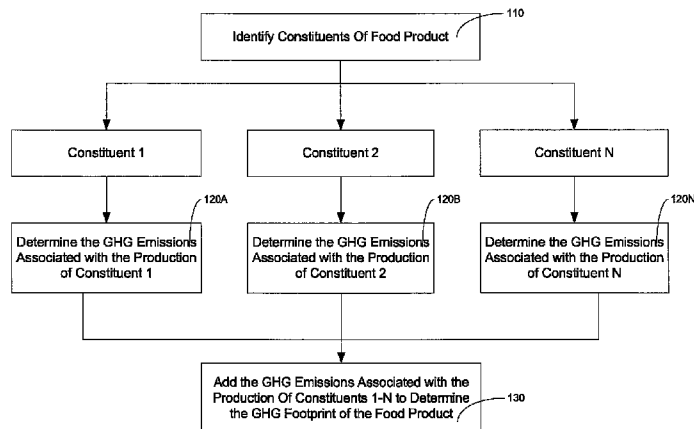 110
Identify Constituents Of Food Product
Constituent 1
Constituent 2
Constituent N
120A
120B
120N
Determine the GHG Emissions
Associated with the Production
of Constituent 1
Determine the GHG Emissions
Associated with the Production
of Constituent 2
Determine the GHG Emissions
Associated with the Production
of Constituent N
Add the GHG Emissions Associated with the
Production Of Constituents 1-N to Determine
the GHG Footprint of the Food Product
130